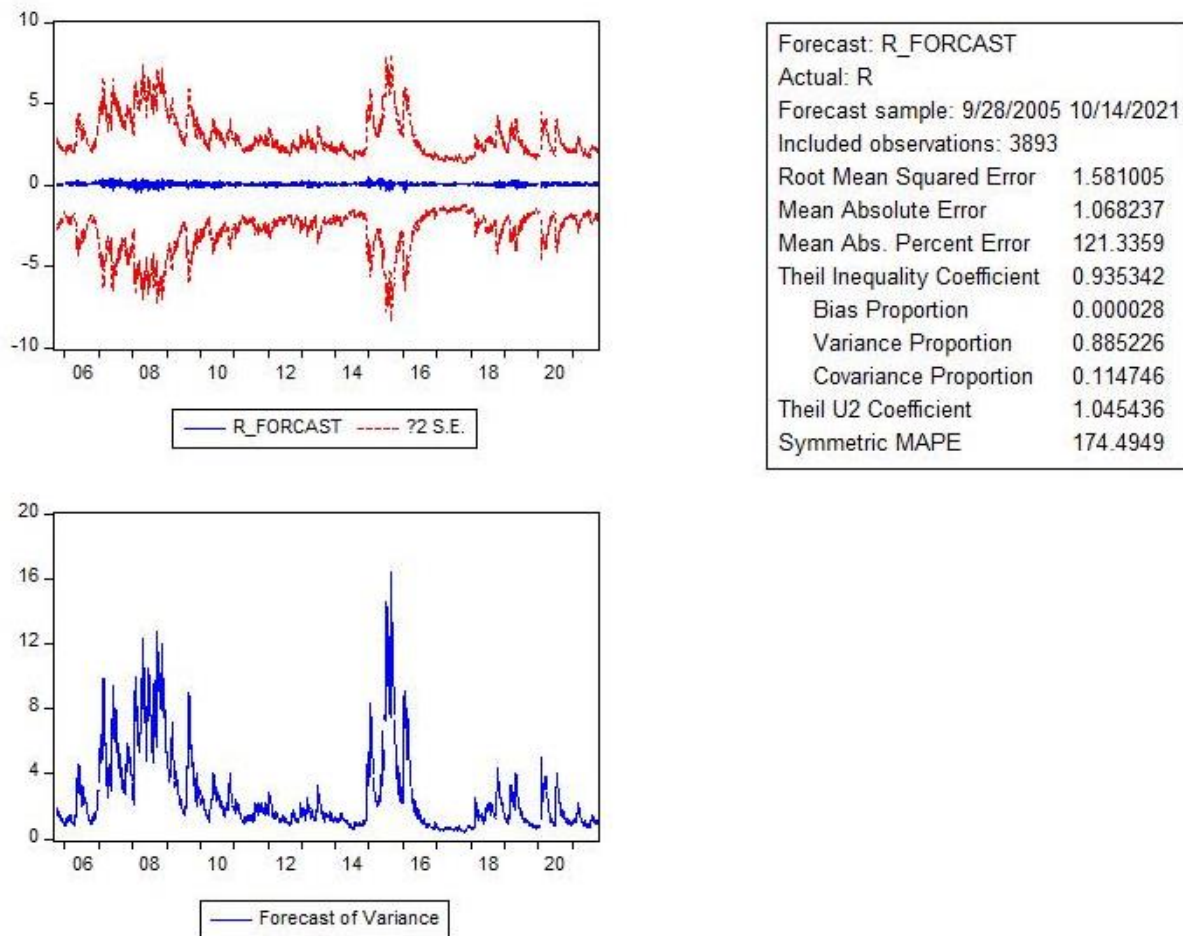 10
5
0
-5
-10
06 08 10 12 14 16 18 20
R_FORCAST ?2 S.E.
Forecast: R_FORCAST
Actual: R
Forecast sample: 9/28/2005 10/14/2021
Included observations: 3893
Root Mean Squared Error 1.581005
Mean Absolute Error 1.068237
Mean Abs. Percent Error 121.3359
Theil Inequality Coefficient 0.935342
Bias Proportion 0.000028
Variance Proportion 0.885226
Covariance Proportion 0.114746
Theil U2 Coefficient 1.045436
Symmetric MAPE 174.4949
20
16
12
8
4
0
06 08 10 12 14 16 18 20
Forecast of Variance